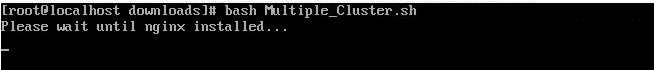 [root@localhost downloads]# bash Multiple_Cluster.sh
Please wait until nginx installed...